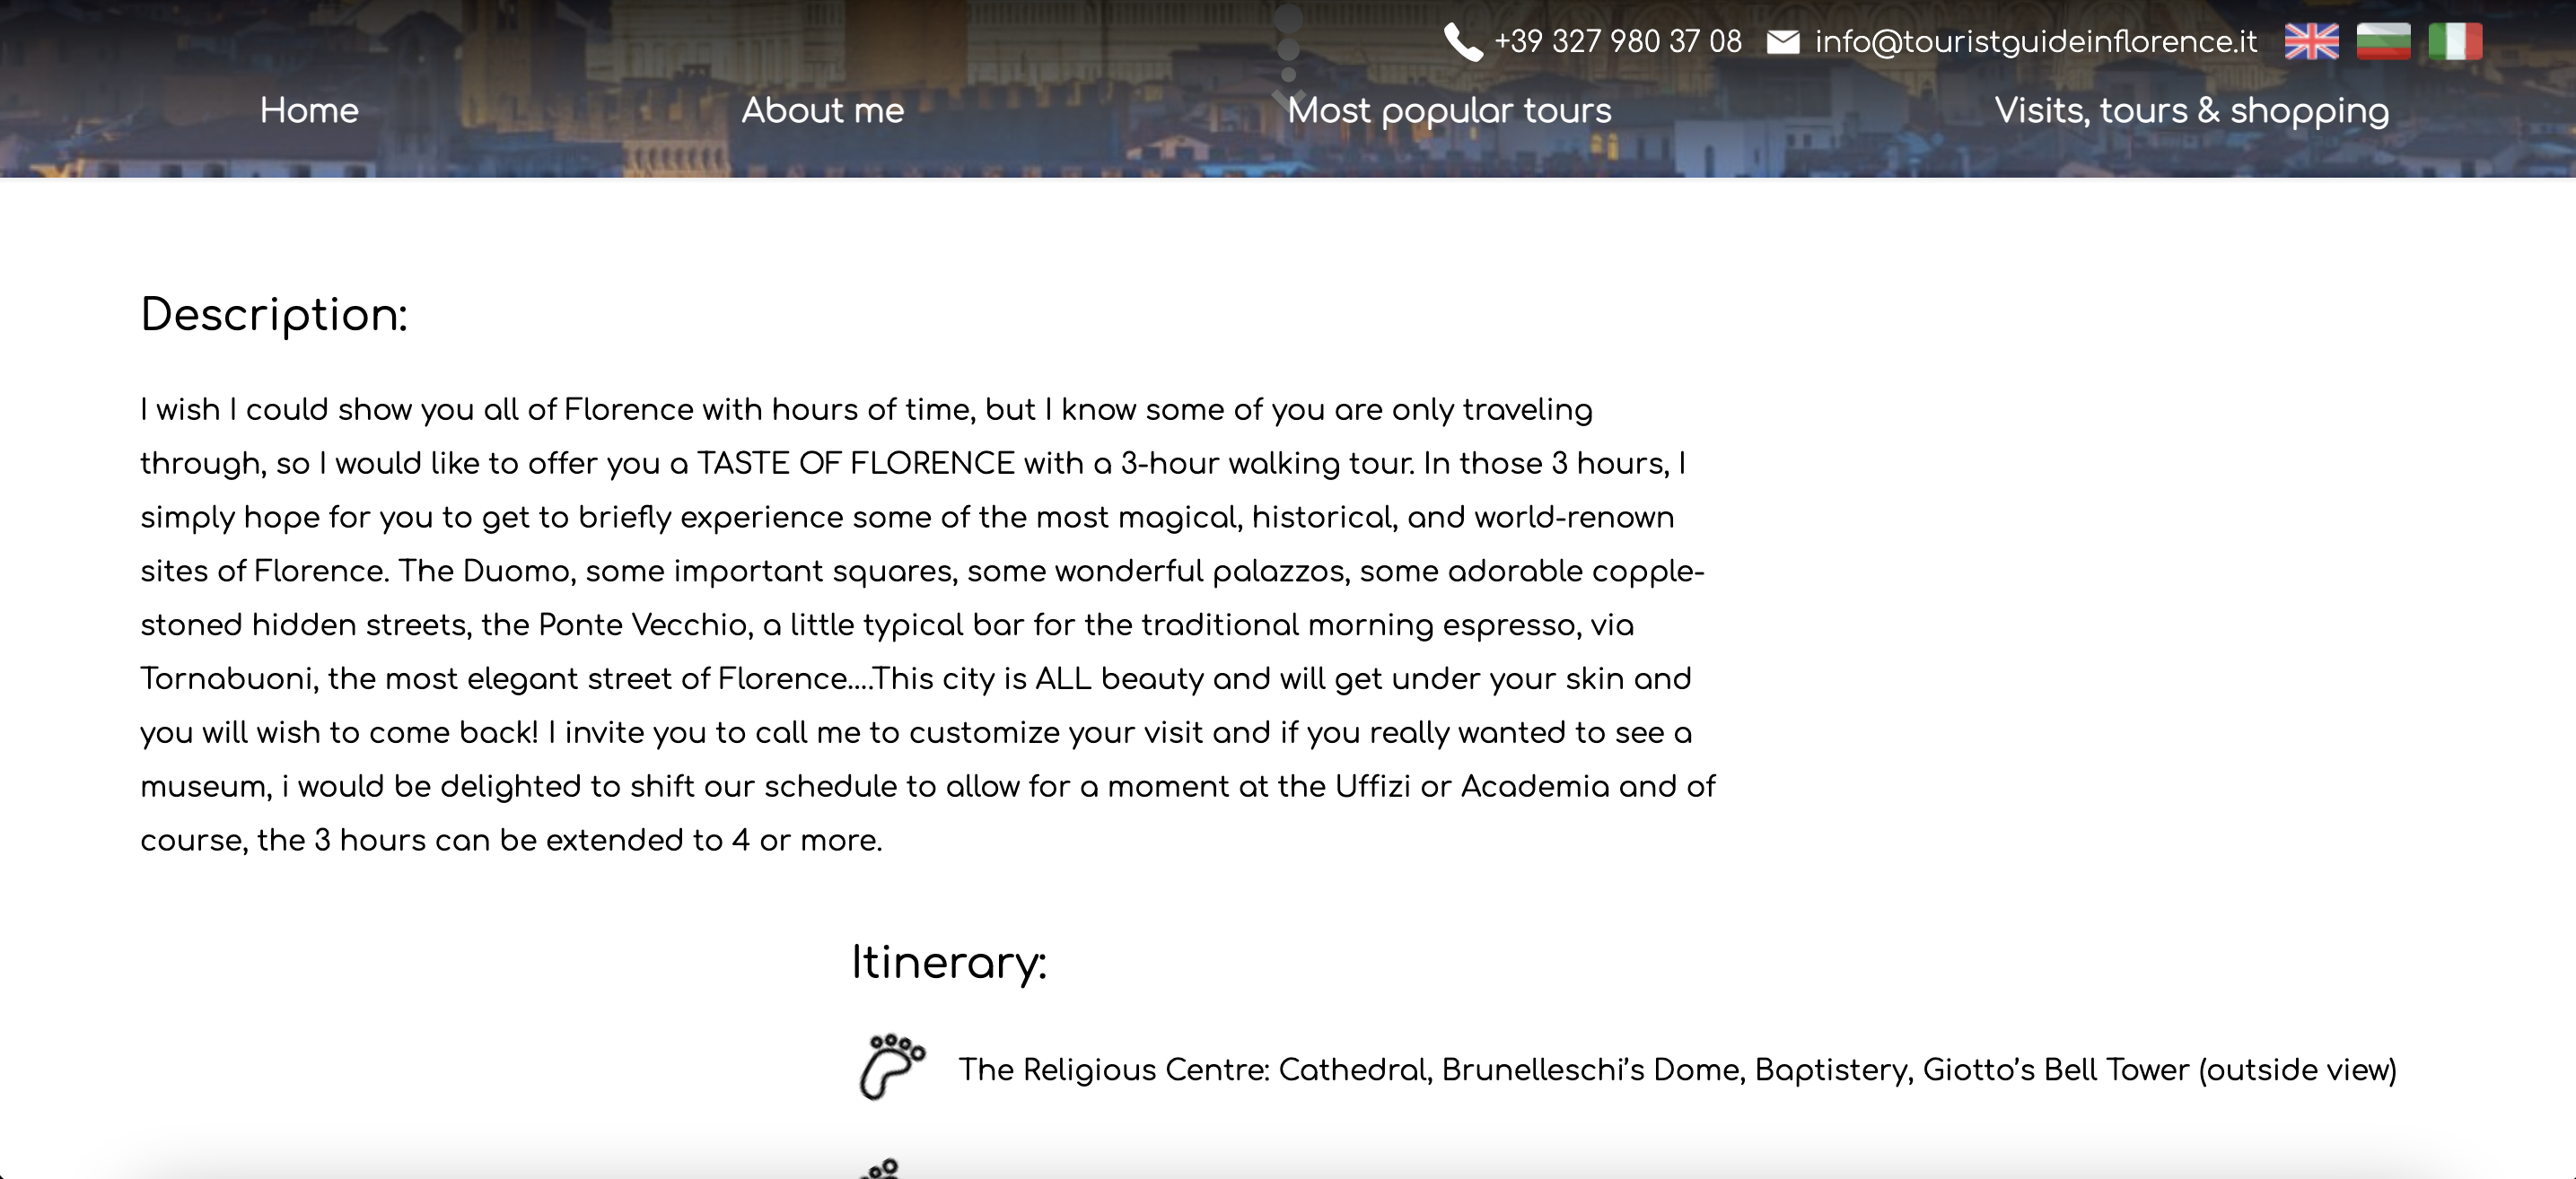 +39 327 980 37 08 info@touristguideinflorence.it
Home About me Most popular tours Visits, tours & shopping
Description:
I wish I could show you all of Florence with hours of time, but I know some of you are only traveling
through, so I would like to offer you a TASTE OF FLORENCE with a 3-hour walking tour. In those 3 hours, I
simply hope for you to get to briefly experience some of the most magical, historical, and world-renown
sites of Florence. The Duomo, some important squares, some wonderful palazzos, some adorable copple-
stoned hidden streets, the Ponte Vecchio, a little typical bar for the traditional morning espresso, via
Tornabuoni, the most elegant street of Florence....This city is ALL beauty and will get under your skin and
you will wish to come back! I invite you to call me to customize your visit and if you really wanted to see a
museum, i would be delighted to shift our schedule to allow for a moment at the Uffizi or Academia and of
course, the 3 hours can be extended to 4 or more.
Itinerary:
The Religious Centre: Cathedral, Brunelleschi's Dome, Baptistery, Giotto's Bell Tower (outside view)